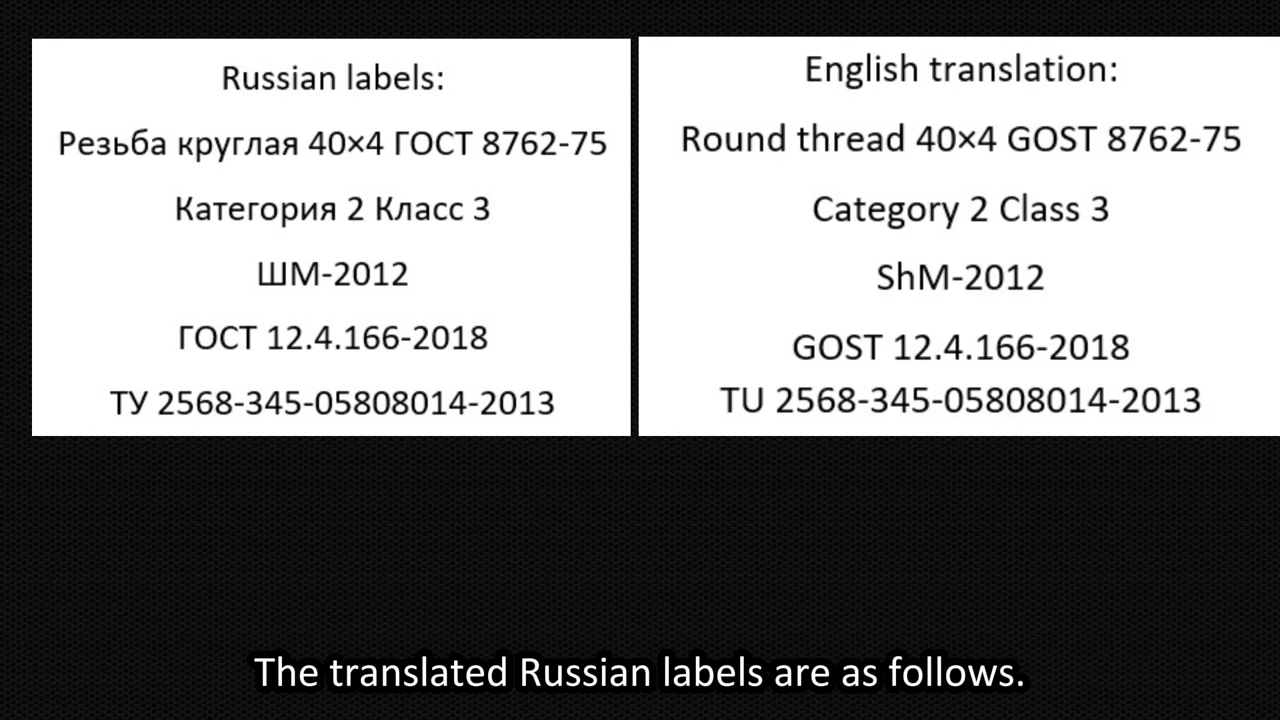 Russian labels:
Резьба круглая 40×4 ГОСТ 8762-75
Категория 2 Класс 3
ШМ-2012
ГОСТ 12.4.166-2018
ТУ 2568-345-05808014-2013
English translation:
Round thread 40×4 GOST 8762-75
Category 2 Class 3
ShM-2012
GOST 12.4.166-2018
TU 2568-345-05808014-2013
The translated Russian labels are as follows.